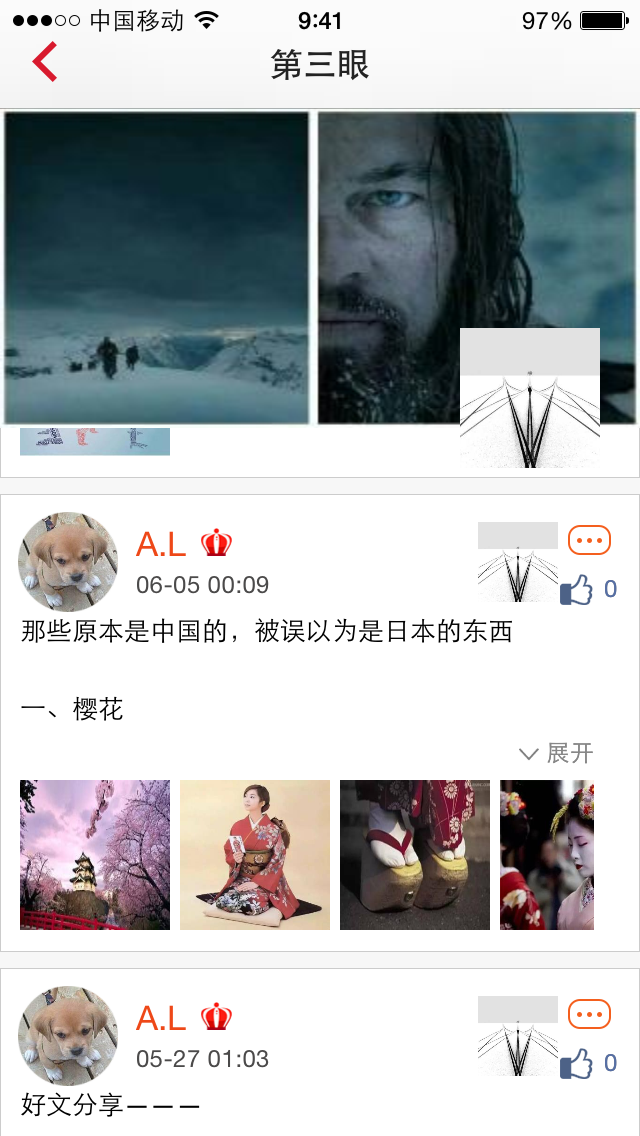 中国移动 9:41 97%
第三眼
A.L
06-05 00:09
0
那些原本是中国的，被误以为是日本的东西
一、樱花
展开
A.L
05-27 01:03
0
好文分享———